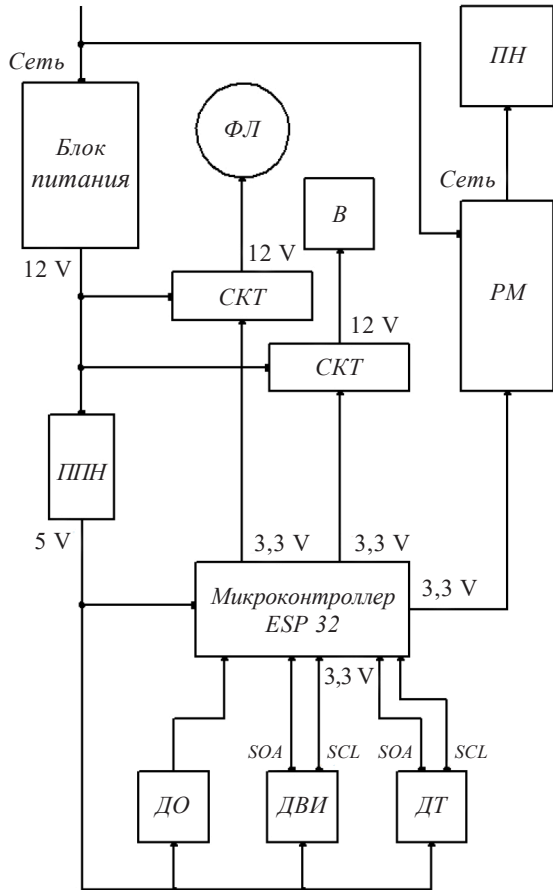 Сеть
Блок
питания
ФЛ
ПН
Сеть
В
РМ
12 V
12 V
СКТ
12 V
СКТ
ППН
5 V
3,3 V
3,3 V
3,3 V
Микроконтроллер
ESP 32
3,3 V
SOA
SCL
SOA
SCL
ДО
ДВИ
ДТ